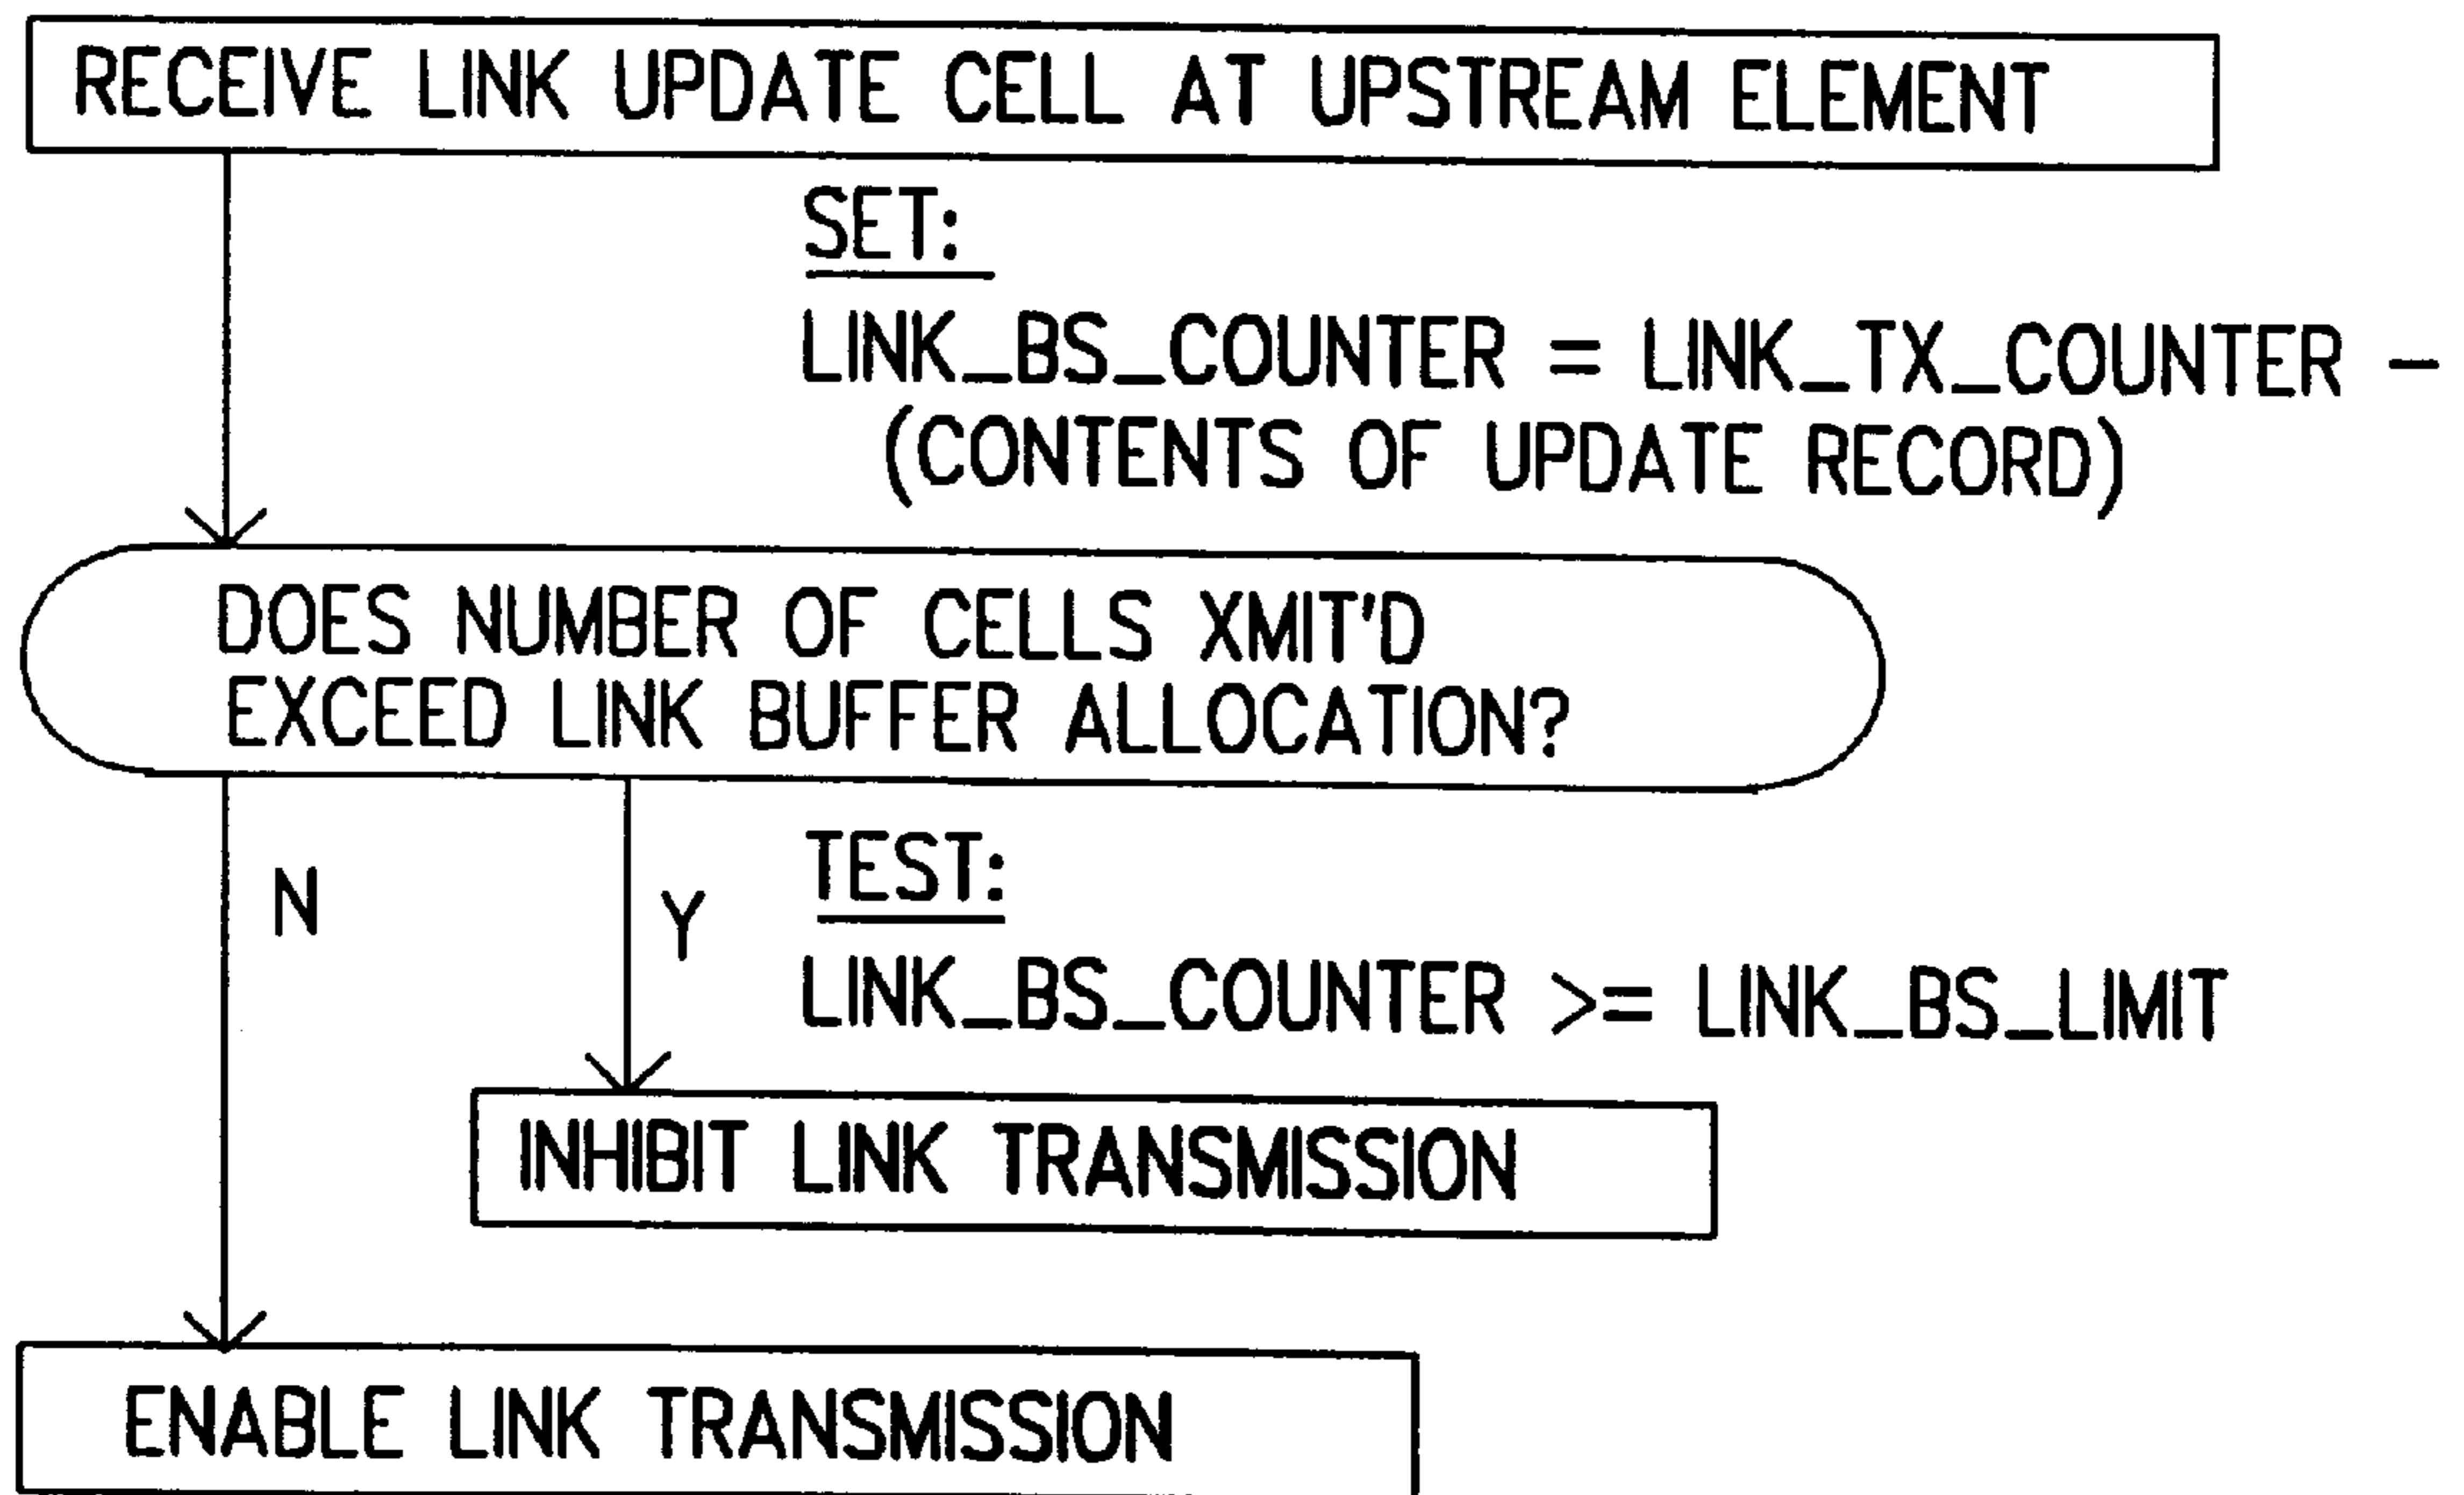 RECEIVE LINK UPDATE CELL AT UPSTREAM ELEMENT
SET:
LINK_BS_COUNTER = LINK_TX_COUNTER -
(CONTENTS OF UPDATE RECORD)
DOES NUMBER OF CELLS XMIT'D
EXCEED LINK BUFFER ALLOCATION?
N
Y
TEST:
LINK_BS_COUNTER >= LINK_BS_LIMIT
INHIBIT LINK TRANSMISSION
ENABLE LINK TRANSMISSION